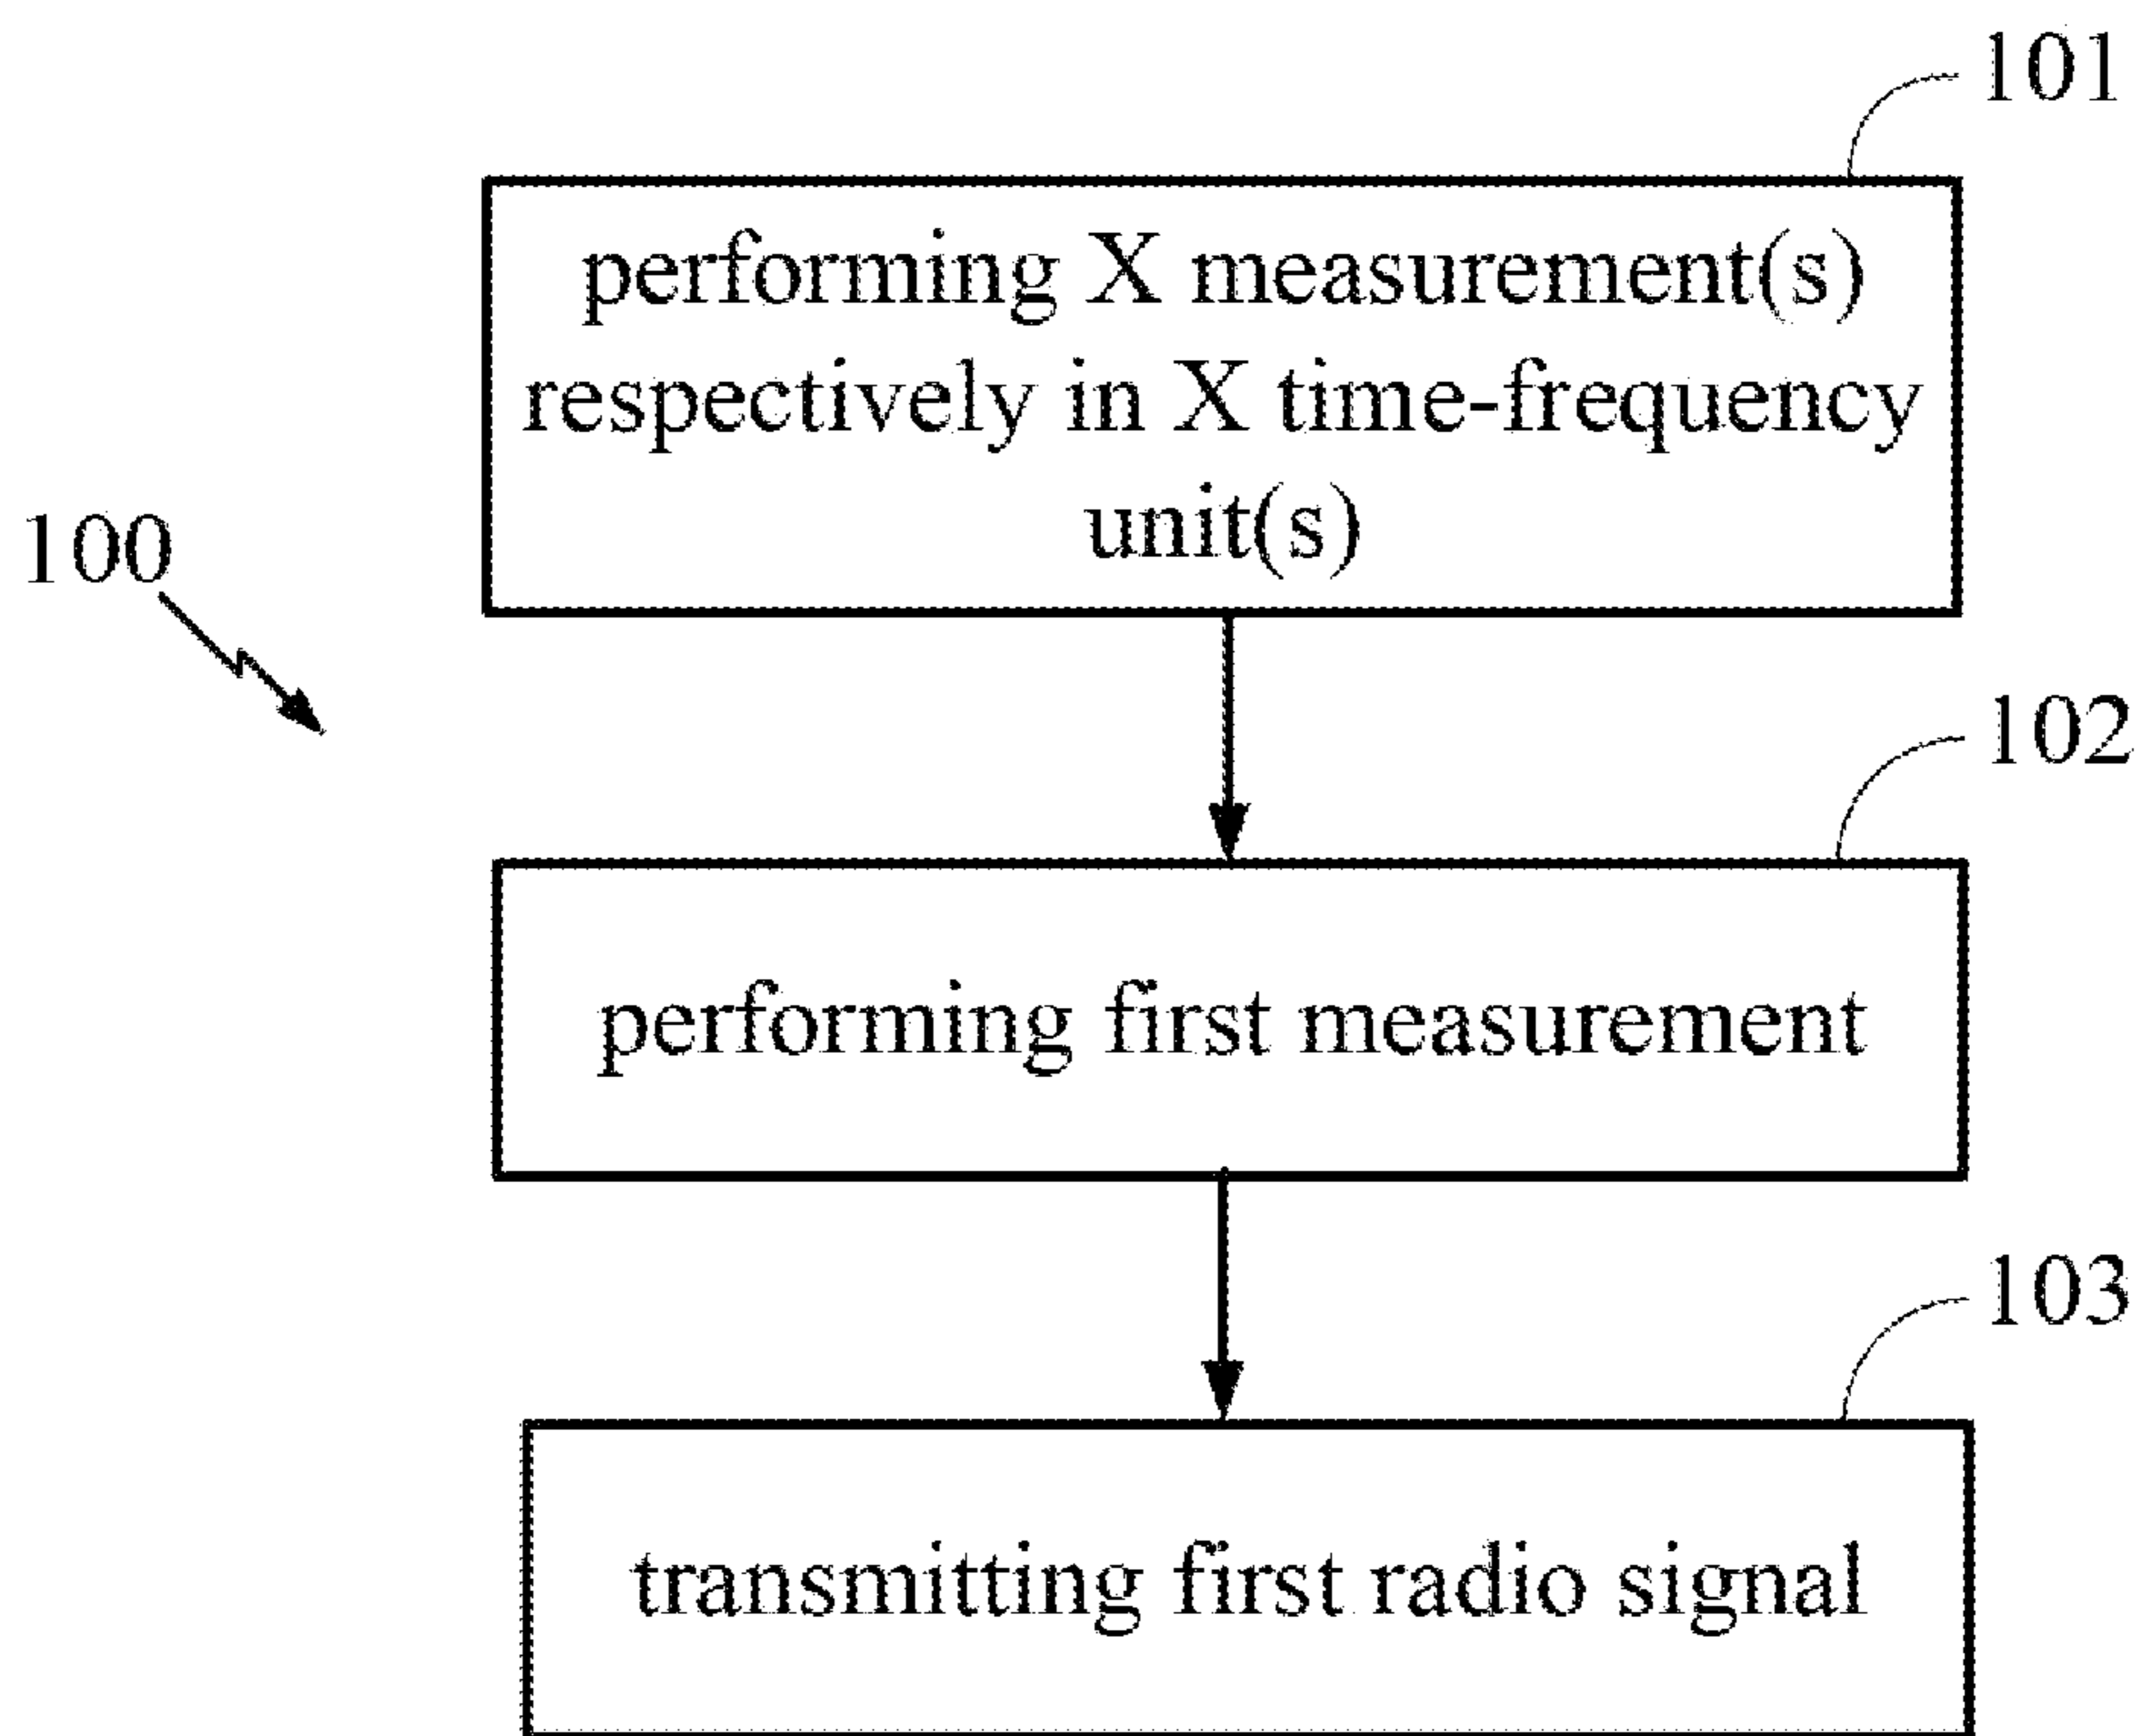 101
performing X measurement(s)
respectively in X time-frequency
unit(s)
100
102
performing first measurement
103
transmitting first radio signal